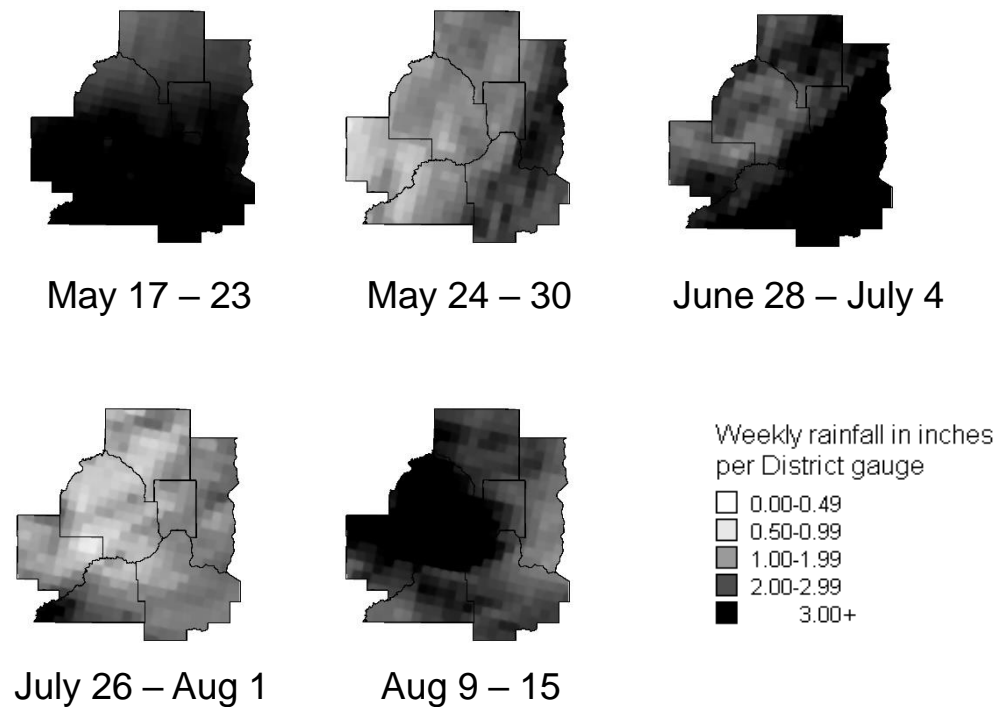 May 17 – 23
May 24 – 30
June 28 – July 4
July 26 – Aug 1
Aug 9 – 15
Weekly rainfall in inches
per District gauge
0.00-0.49
0.50-0.99
1.00-1.99
2.00-2.99
3.00+